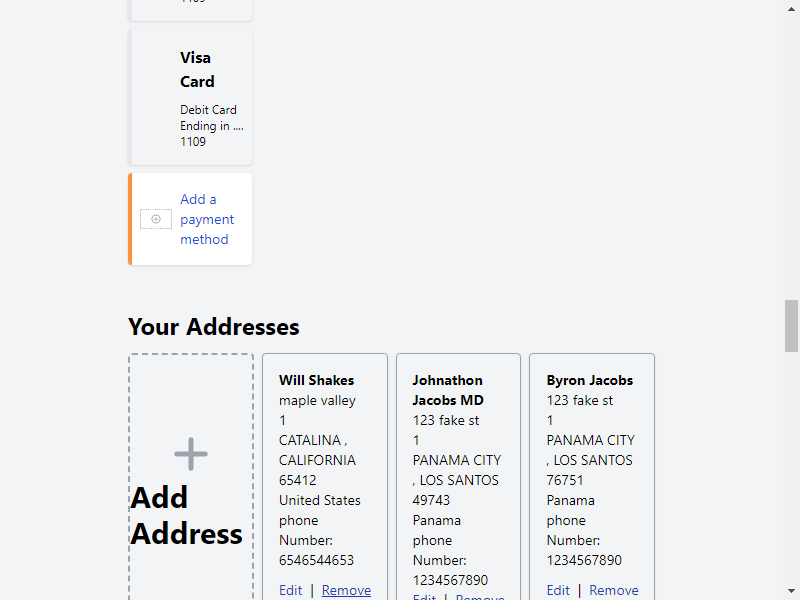 1109
Visa
Card
Debit Card
Ending in ....
1109
Add a
payment
method
Your Addresses
Add
Address
Will Shakes
maple valley
1
CATALINA ,
CALIFORNIA
65412
United States
phone
Number:
6546544653
Edit | Remove
Johnathon
Jacobs MD
123 fake st
1
PANAMA CITY
, LOS SANTOS
49743
Panama
phone
Number:
1234567890
Edit | Remove
Byron Jacobs
123 fake st
1
PANAMA CITY
, LOS SANTOS
76751
Panama
phone
Number:
1234567890
Edit | Remove